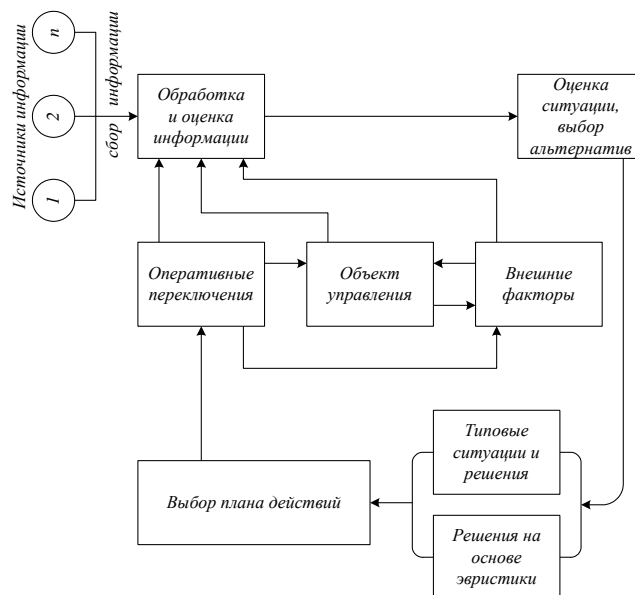 Источники информации
n
2
1
сбор информации
Обработка
и оценка
информации
Оценка
ситуации,
выбор
альтернатив
Оперативные
переключения
Объект
управления
Внешние
факторы
Типовые
ситуации и
решения
Выбор плана действий
Решения на
основе
эвристики